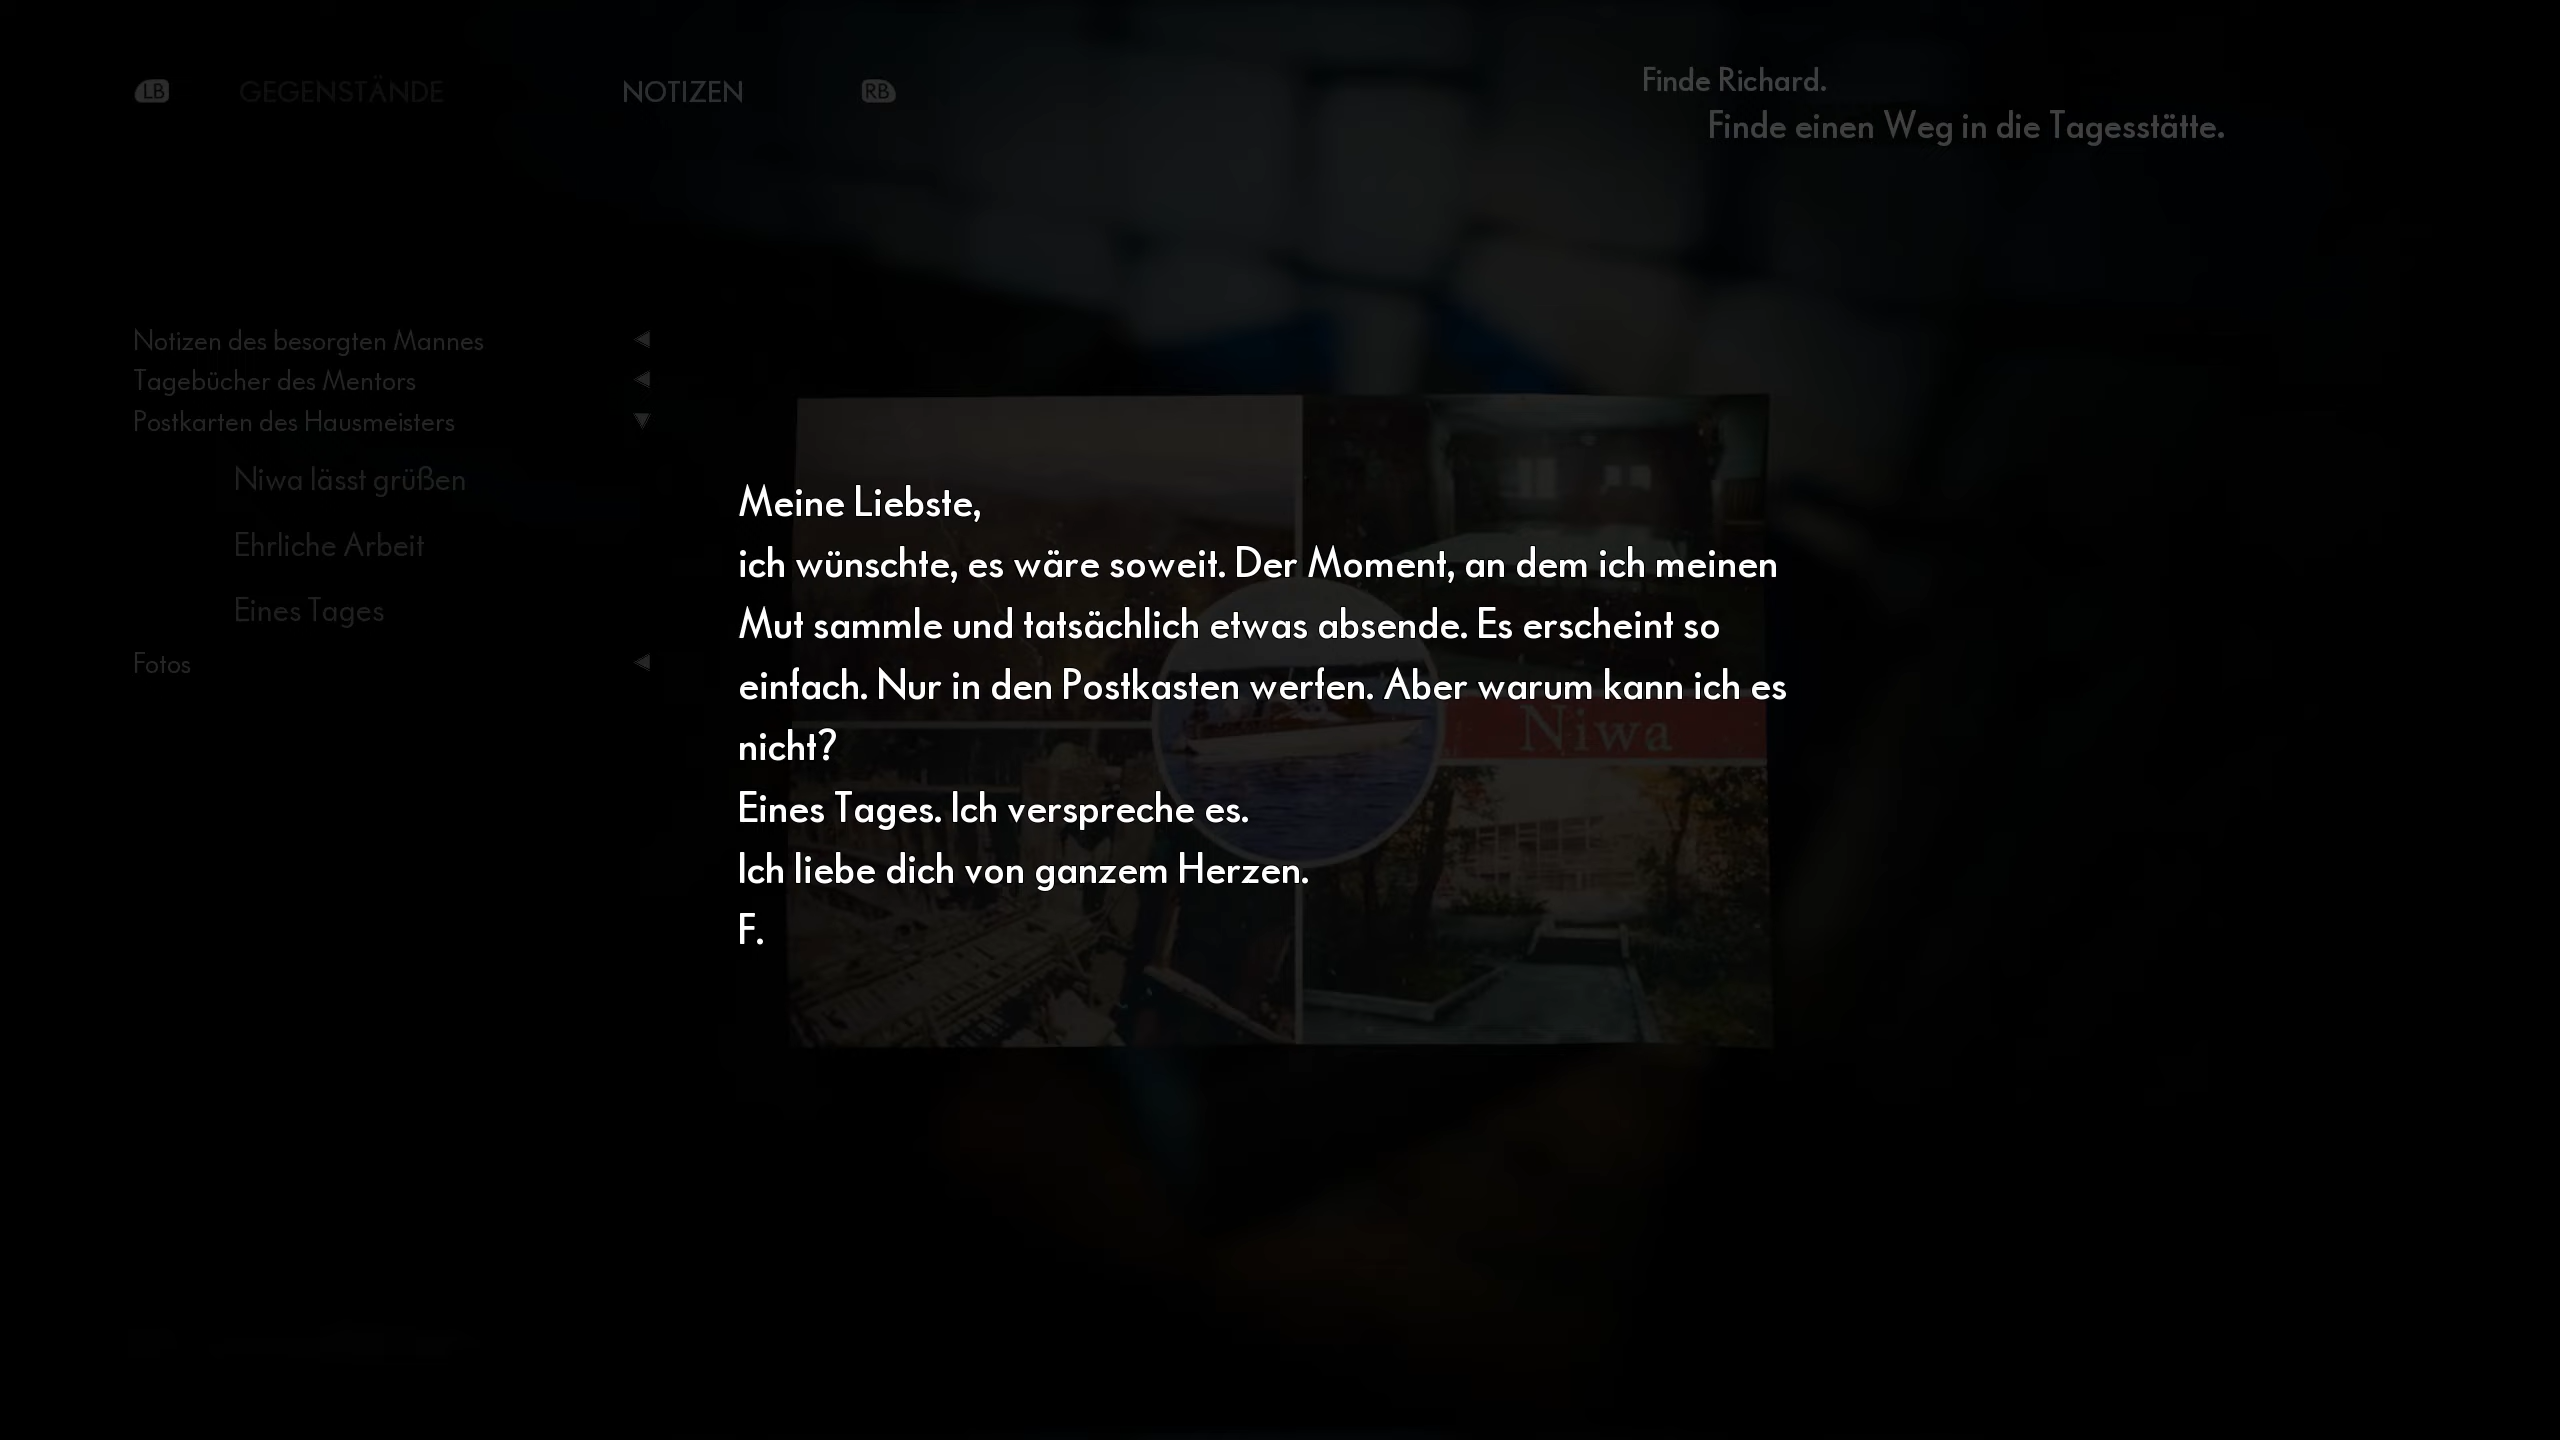 LB GEGENSTÄNDE NOTIZEN RB
Finde Richard.
Finde einen Weg in die Tagesstätte.
Notizen des besorgten Mannes
Tagebücher des Mentors
Postkarten des Hausmeisters
Niwa lässt grüßen
Ehrliche Arbeit
Eines Tages
Fotos
Meine Liebste,
ich wünschte, es wäre soweit. Der Moment, an dem ich meinen
Mut sammle und tatsächlich etwas absende. Es erscheint so
einfach. Nur in den Postkasten werfen. Aber warum kann ich es
nicht?
Eines Tages. Ich verspreche es.
Ich liebe dich von ganzem Herzen.
F.
Niwa